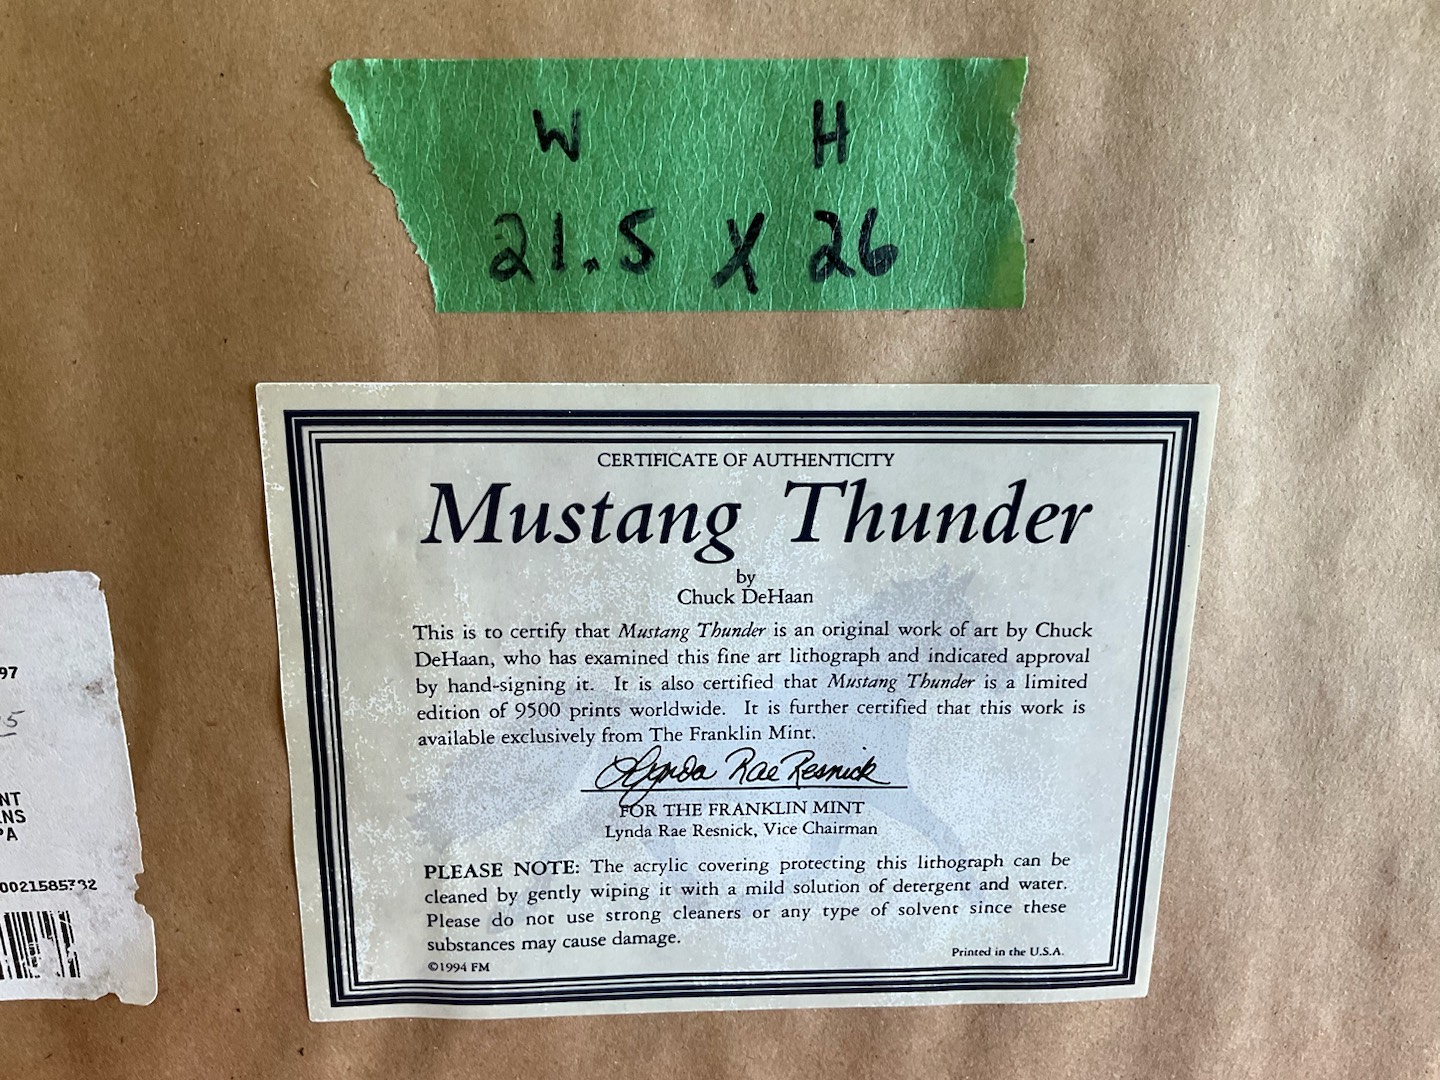 W H
21.5 X 26
CERTIFICATE OF AUTHENTICITY
Mustang Thunder
by
Chuck DeHaan
This is to certify that Mustang Thunder is an original work of art by Chuck
DeHaan, who has examined this fine art lithograph and indicated approval
by hand-signing it. It is also certified that Mustang Thunder is a limited
edition of 9500 prints worldwide. It is further certified that this work is
available exclusively from The Franklin Mint.
Lynda Rae Resnick
FOR THE FRANKLIN MINT
Lynda Rae Resnick, Vice Chairman
PLEASE NOTE: The acrylic covering protecting this lithograph can be
cleaned by gently wiping it with a mild solution of detergent and water.
Please do not use strong cleaners or any type of solvent since these
substances may cause damage.
©1994 FM
Printed in the U.S.A.
97
5
NT
NS
PA